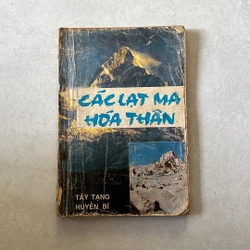 CÁC LẠT MA
HÓA THÂN
TÂY TẠNG
HUYỀN BÍ